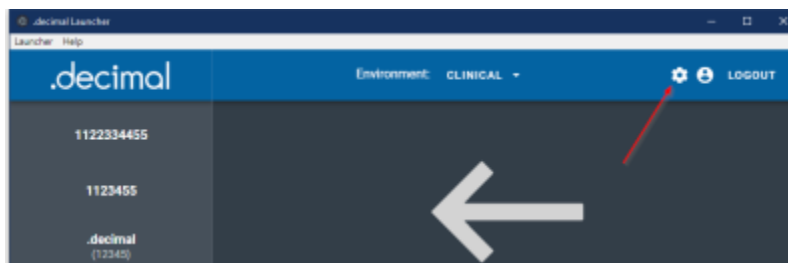 .decimal Launcher
Launcher Help
.decimal Environment: CLINICAL LOGOUT
1122334455
1123455
.decimal
(12345)